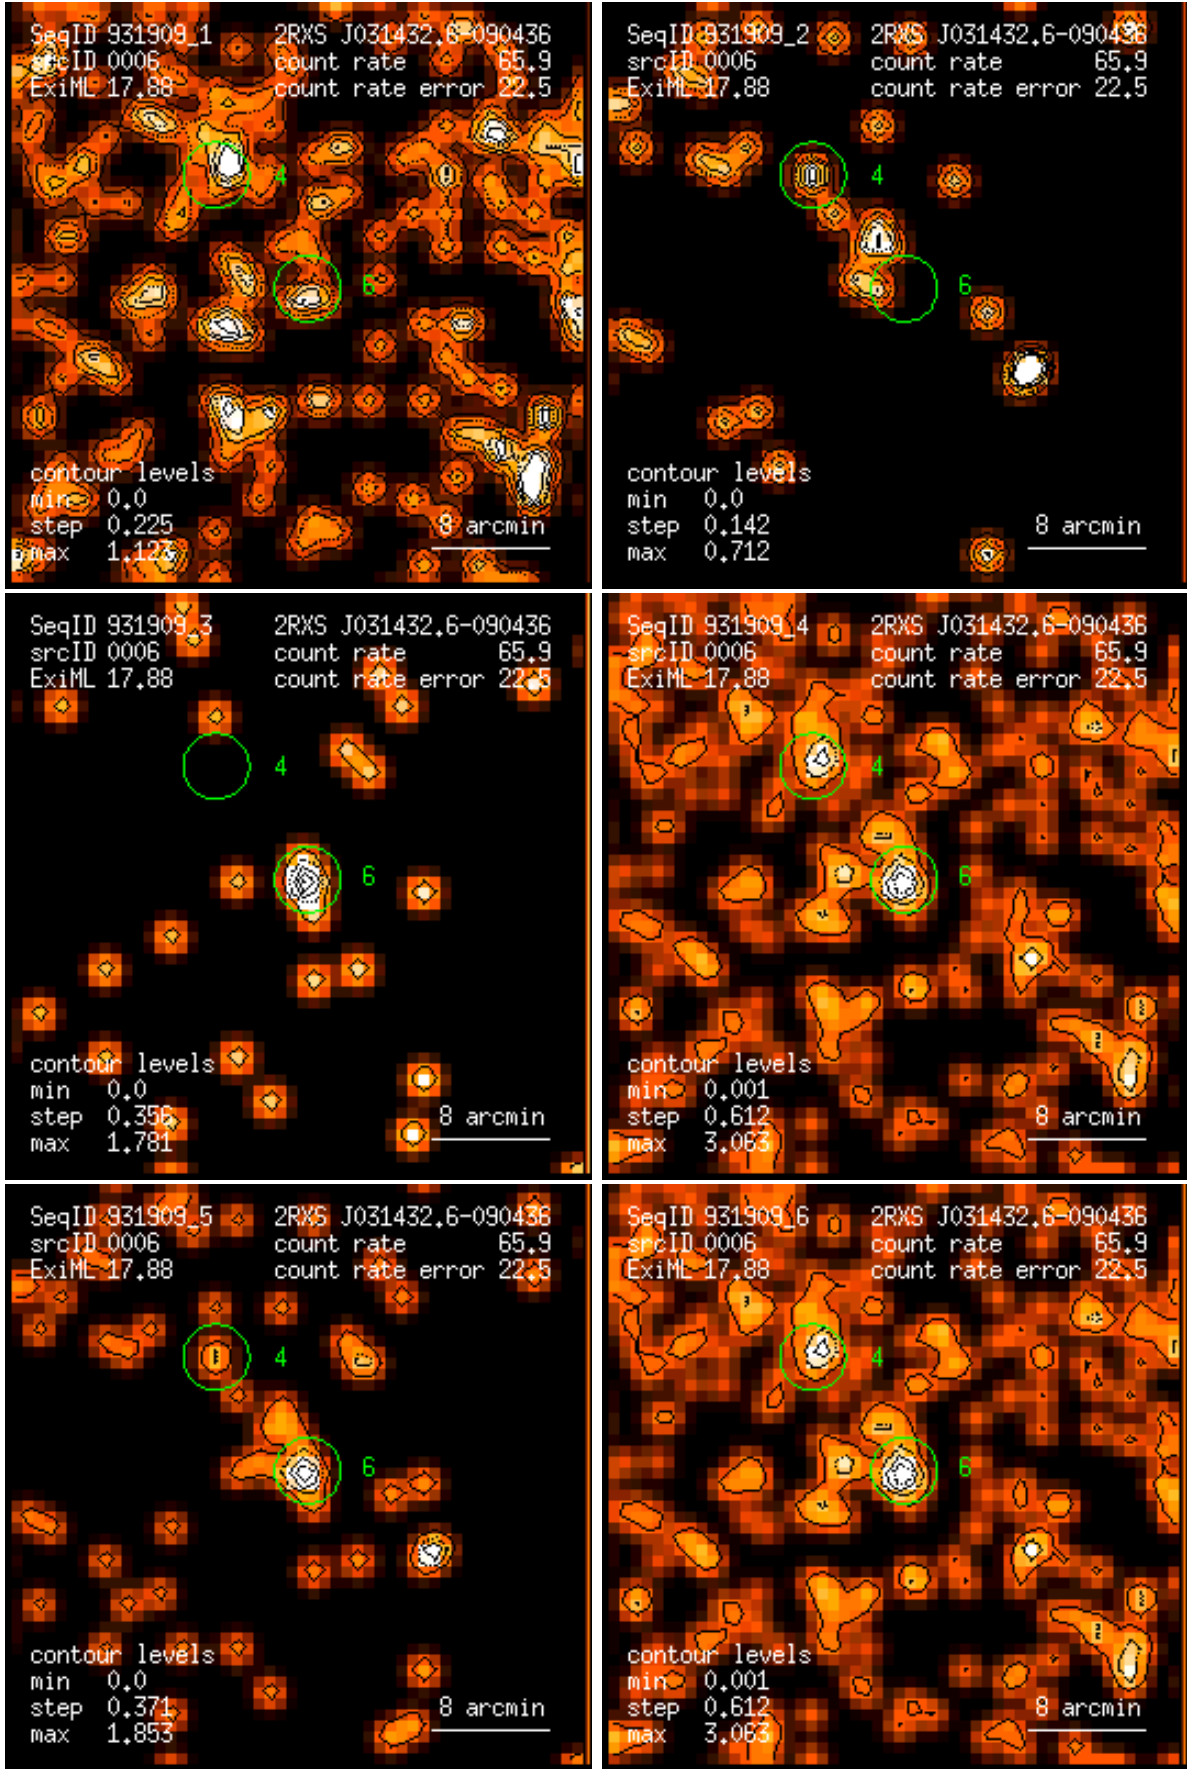 SeqID 931909_1 2RXS J031432.6-090436
srcID 0006 count rate 65.9
ExiML 17.88 count rate error 22.5
4
6
contour levels
min 0.0
step 0.225
max 1.123
8 arcmin
SeqID 931909_2 2RXS J031432.6-090436
srcID 0006 count rate 65.9
ExiML 17.88 count rate error 22.5
4
6
contour levels
min 0.0
step 0.142
max 0.712
8 arcmin
SeqID 931909_3 2RXS J031432.6-090436
srcID 0006 count rate 65.9
ExiML 17.88 count rate error 22.5
4
6
contour levels
min 0.0
step 0.356
max 1.781
8 arcmin
SeqID 931909_4 2RXS J031432.6-090436
srcID 0006 count rate 65.9
ExiML 17.88 count rate error 22.5
4
6
contour levels
min 0.001
step 0.612
max 3.063
8 arcmin
SeqID 931909_5 2RXS J031432.6-090436
srcID 0006 count rate 65.9
ExiML 17.88 count rate error 22.5
4
6
contour levels
min 0.0
step 0.371
max 1.853
8 arcmin
SeqID 931909_6 2RXS J031432.6-090436
srcID 0006 count rate 65.9
ExiML 17.88 count rate error 22.5
4
6
contour levels
min 0.001
step 0.612
max 3.063
8 arcmin